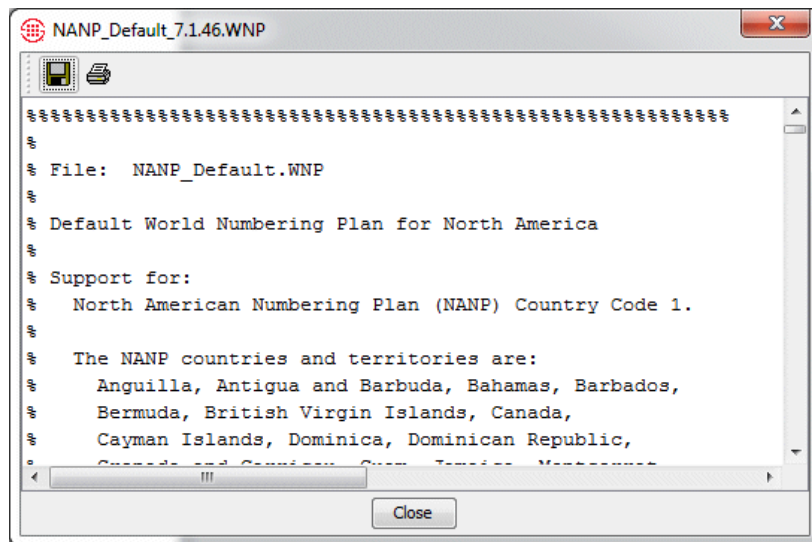 NANP_Default_7.1.46.WNP
%%%%%%%%%%%%%%%%%%%%%%%%%%%%%%%%%%%%%%%%%%%%%%%%%%%%%%%%%%%%
%
% File:  NANP_Default.WNP
%
% Default World Numbering Plan for North America
%
% Support for:
%   North American Numbering Plan (NANP) Country Code 1.
%
%   The NANP countries and territories are:
%     Anguilla, Antigua and Barbuda, Bahamas, Barbados,
%     Bermuda, British Virgin Islands, Canada,
%     Cayman Islands, Dominica, Dominican Republic,
Close